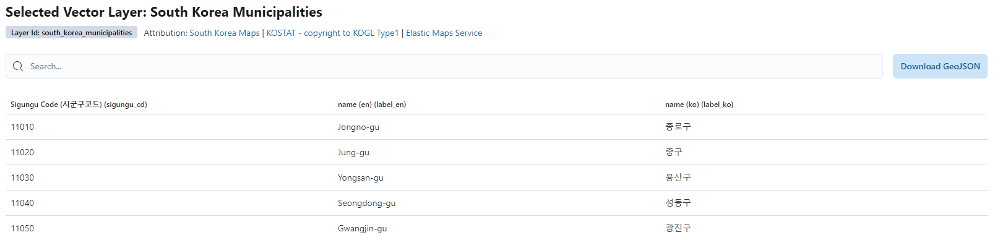 Selected Vector Layer: South Korea Municipalities
Layer Id: south_korea_municipalities Attribution: South Korea Maps | KOSTAT - copyright to KOGL Type1 | Elastic Maps Service
Search... Download GeoJSON
Sigungu Code (시군구코드) (sigungu_cd) name (en) (label_en) name (ko) (label_ko)
11010 Jongno-gu 종로구
11020 Jung-gu 중구
11030 Yongsan-gu 용산구
11040 Seongdong-gu 성동구
11050 Gwangjin-gu 광진구